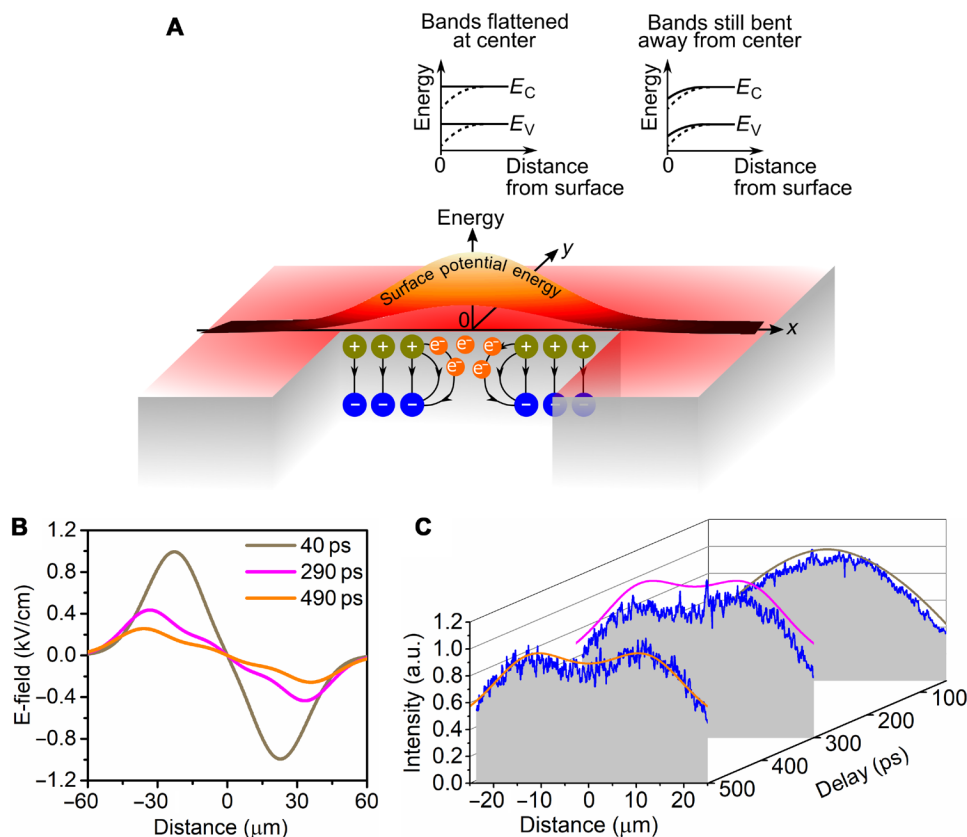 A
Bands flattened
at center
Energy
E_C
E_V
0
Distance
from surface
Bands still bent
away from center
Energy
E_C
E_V
0
Distance
from surface
Energy
y
Surface potential energy
0
x
+ + + e⁻ e⁻ e⁻ + + +
e⁻ e⁻
− − − − − −
B
1.2
0.8
0.4
0.0
−0.4
−0.8
−1.2
E-field (kV/cm)
40 ps
290 ps
490 ps
−60 −30 0 30 60
Distance (μm)
C
1.2
1.0
0.8
0.6
0.4
0.2
0.0
Intensity (a.u.)
−25 −20 −10 0 10 20 25
Distance (μm)
500 400 300 200 100
Delay (ps)